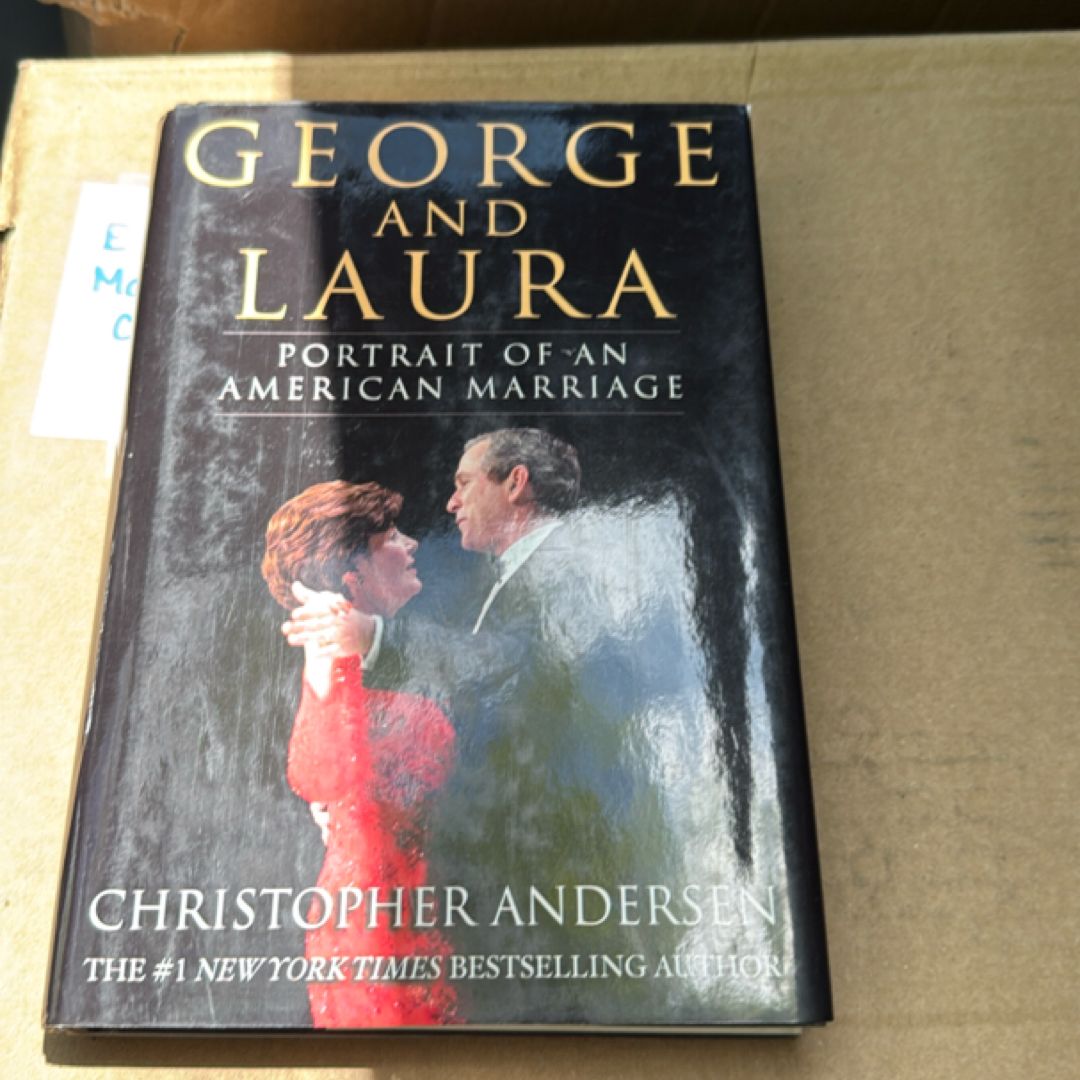 GEORGE
AND
LAURA
PORTRAIT OF AN
AMERICAN MARRIAGE
CHRISTOPHER ANDERSEN
THE #1 NEW YORK TIMES BESTSELLING AUTHOR